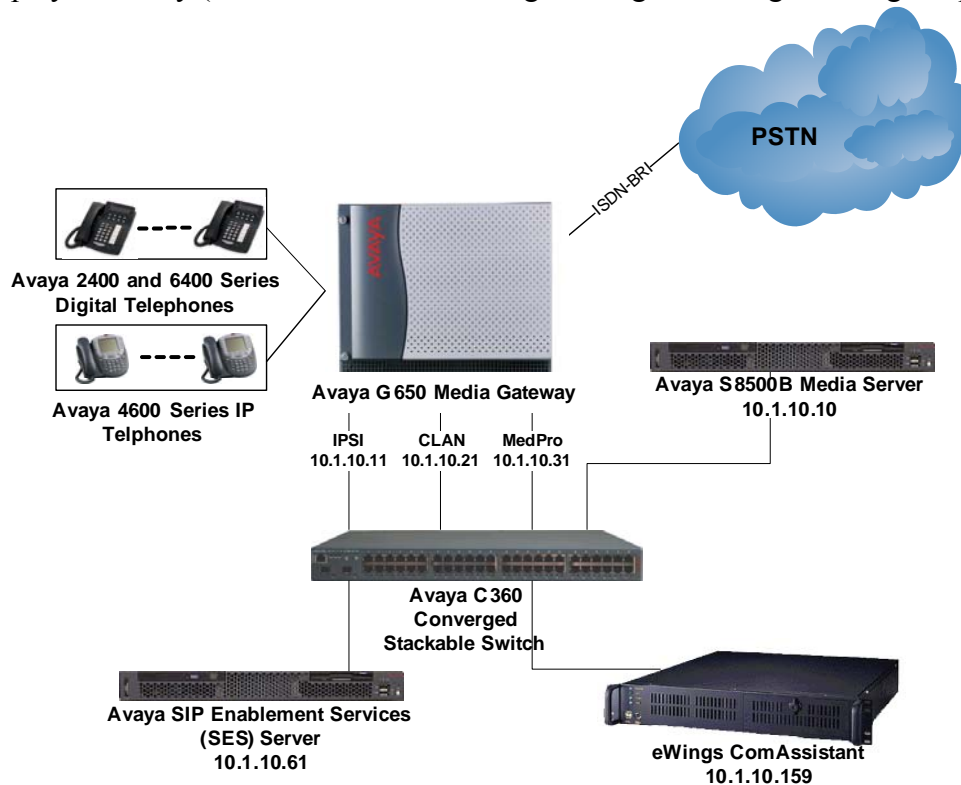 PSTN
ISDN-BRI
AVAYA
Avaya 2400 and 6400 Series
Digital Telephones
Avaya 4600 Series IP
Telphones
Avaya G650 Media Gateway
Avaya S8500B Media Server
10.1.10.10
IPSI
10.1.10.11
CLAN
10.1.10.21
MedPro
10.1.10.31
Avaya C360
Converged
Stackable Switch
Avaya SIP Enablement Services
(SES) Server
10.1.10.61
eWings ComAssistant
10.1.10.159